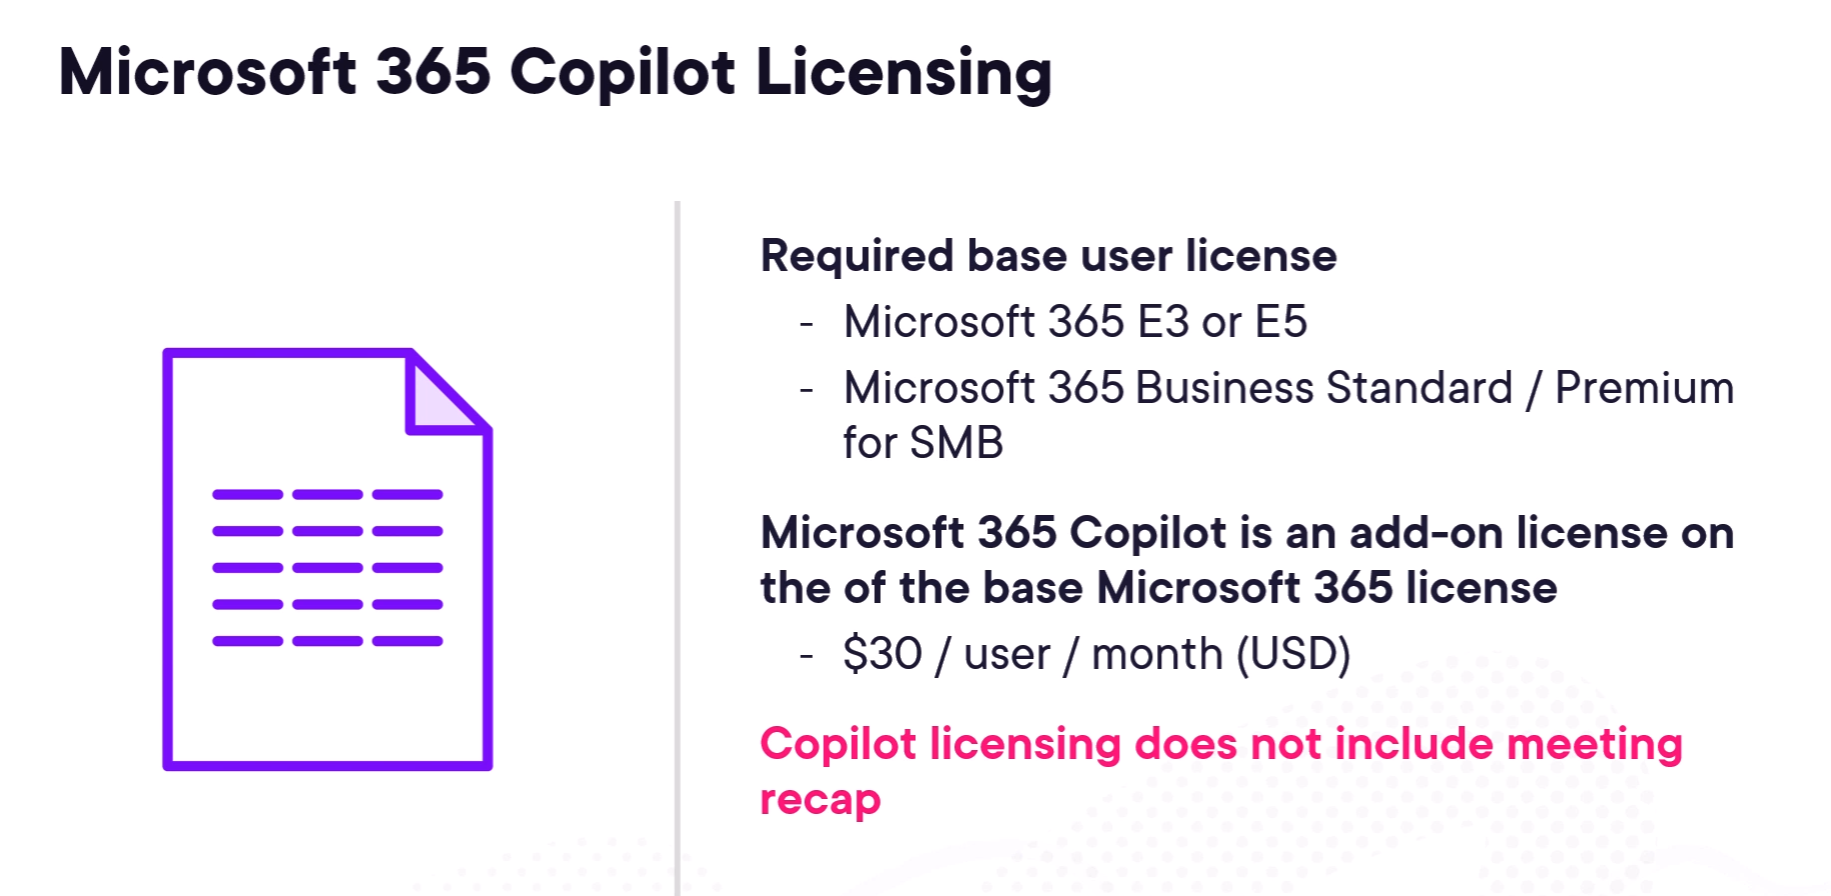 Microsoft 365 Copilot Licensing
Required base user license
- Microsoft 365 E3 or E5
- Microsoft 365 Business Standard / Premium
for SMB
Microsoft 365 Copilot is an add-on license on
the of the base Microsoft 365 license
- $30 / user / month (USD)
Copilot licensing does not include meeting
recap